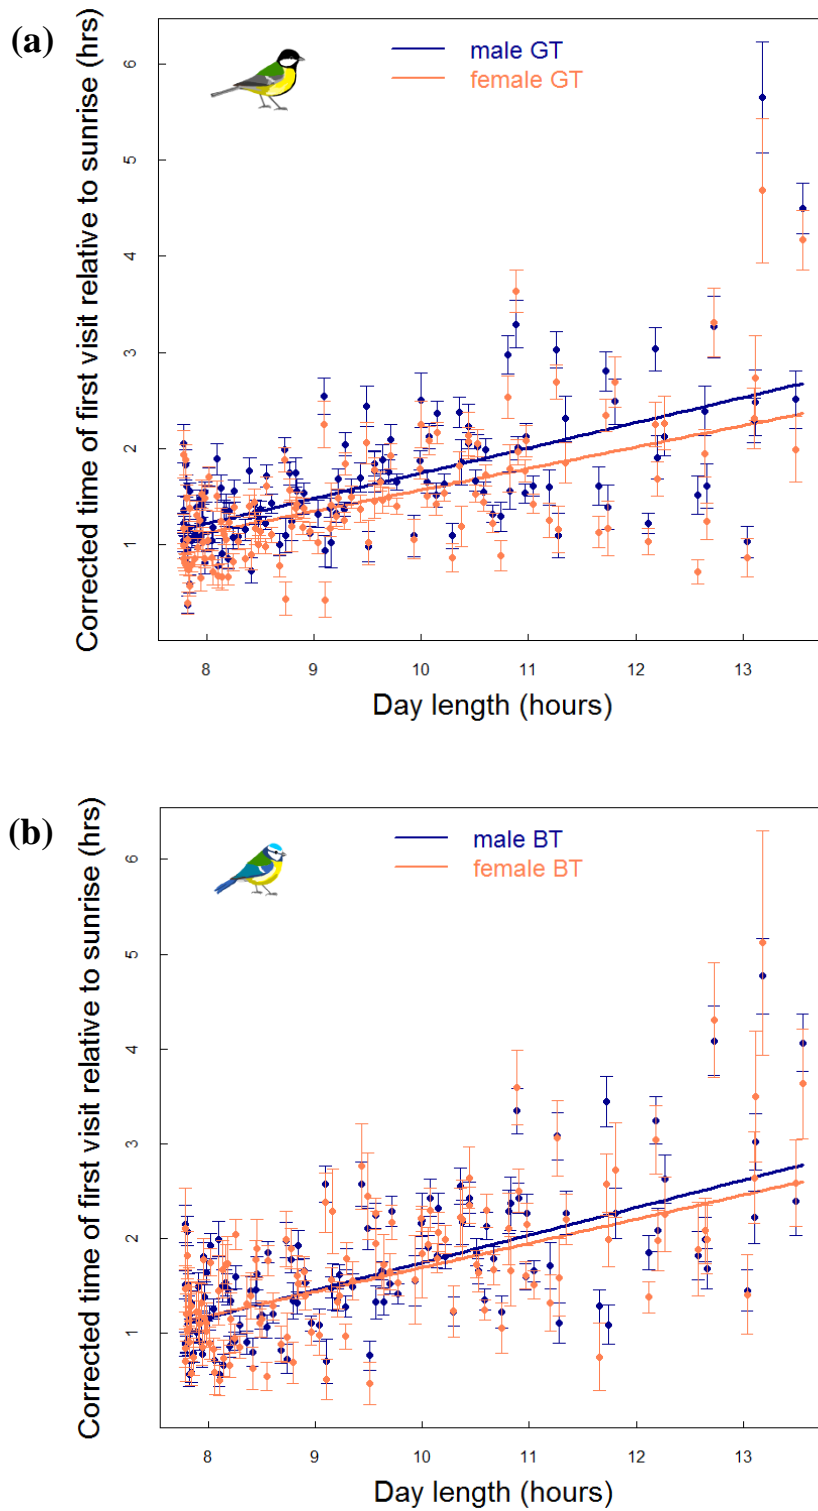 (a)
Corrected time of first visit relative to sunrise (hrs)
male GT
female GT
6
5
4
3
2
1
8 9 10 11 12 13
Day length (hours)
(b)
Corrected time of first visit relative to sunrise (hrs)
male BT
female BT
6
5
4
3
2
1
8 9 10 11 12 13
Day length (hours)